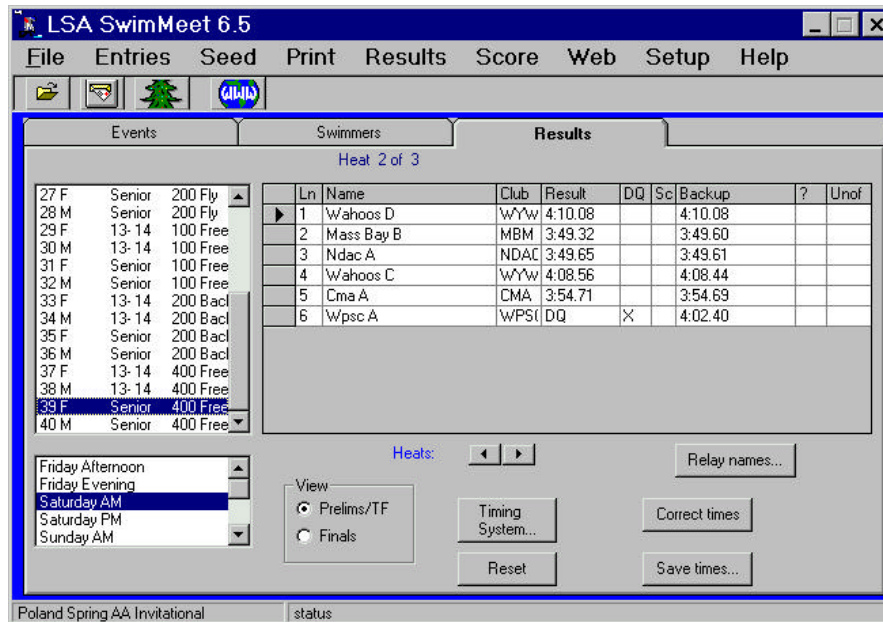 LSA SwimMeet 6.5
File Entries Seed Print Results Score Web Setup Help
WWW
Events Swimmers Results
Heat 2 of 3
27 F Senior 200 Fly
28 M Senior 200 Fly
29 F 13-14 100 Free
30 M 13-14 100 Free
31 F Senior 100 Free
32 M Senior 100 Free
33 F 13-14 200 Bacl
34 M 13-14 200 Bacl
35 F Senior 200 Bacl
36 M Senior 200 Bacl
37 F 13-14 400 Free
38 M 13-14 400 Free
39 F Senior 400 Free
40 M Senior 400 Free
Ln Name Club Result DQ Sc Backup ? Unof
1 Wahoos D WYW 4:10.08 4:10.08
2 Mass Bay B MBM 3:49.32 3:49.60
3 Ndac A NDAC 3:49.65 3:49.61
4 Wahoos C WYW 4:08.56 4:08.44
5 Cma A CMA 3:54.71 3:54.69
6 Wpsc A WPS( DQ X 4:02.40
Heats:
Relay names...
Friday Afternoon
Friday Evening
Saturday AM
Saturday PM
Sunday AM
View
Prelims/TF
Finals
Timing
System...
Correct times
Reset
Save times...
Poland Spring AA Invitational status